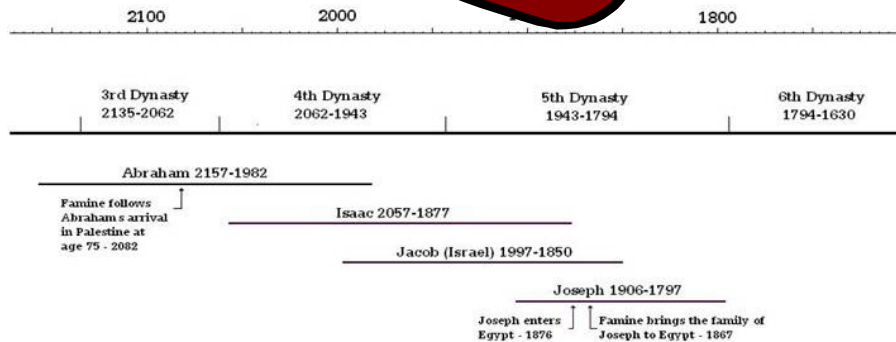 2100 2000 1800
3rd Dynasty 4th Dynasty 5th Dynasty 6th Dynasty
2135-2062 2062-1943 1943-1794 1794-1630
Abraham 2157-1982
Famine follows
Abrahams arrival
in Palestine at
age 75 - 2082
Isaac 2057-1877
Jacob (Israel) 1997-1850
Joseph 1906-1797
Joseph enters
Egypt - 1876
Famine brings the family of
Joseph to Egypt - 1867